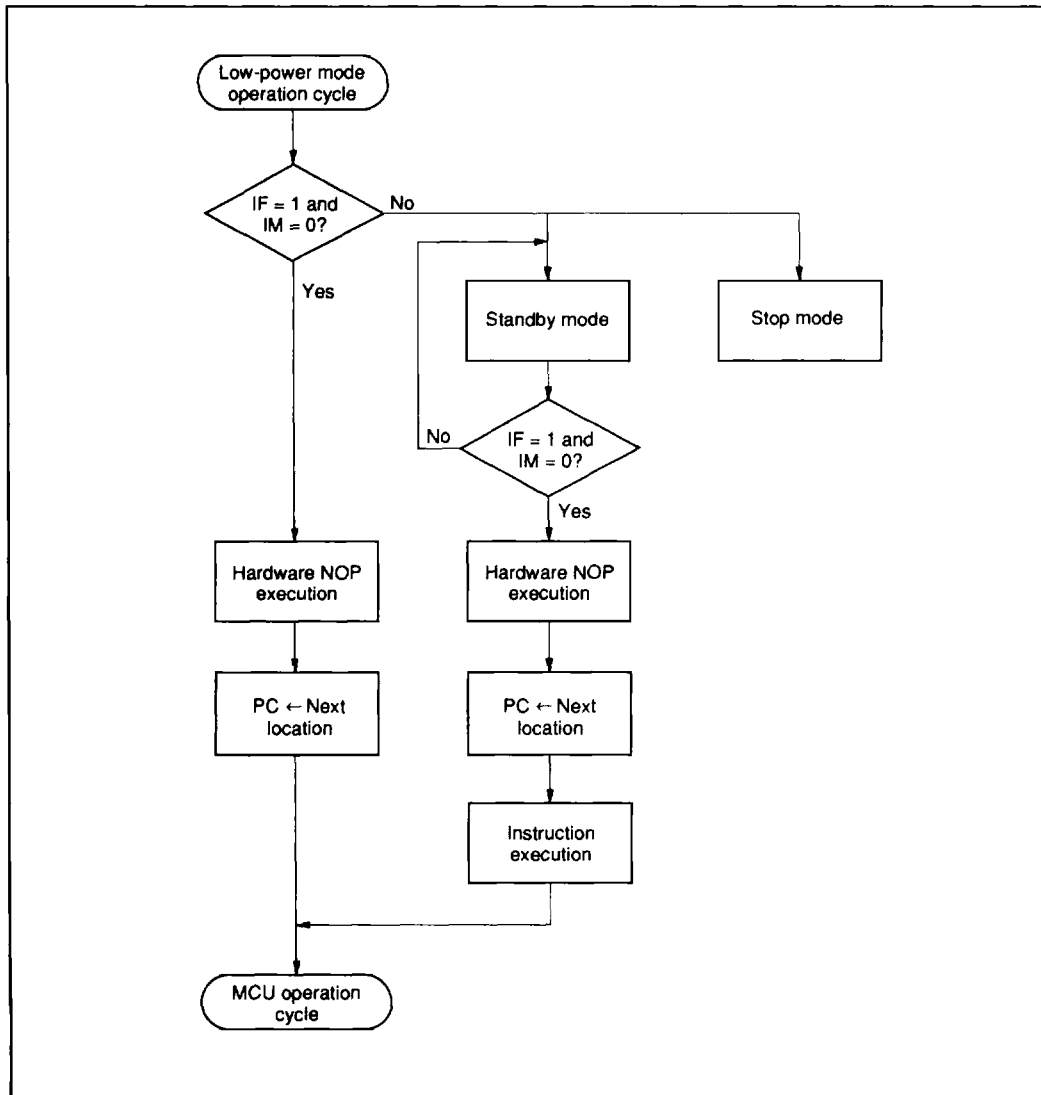 Low-power mode
operation cycle
IF = 1 and
IM = 0?
No
Yes
Standby mode
Stop mode
IF = 1 and
IM = 0?
No
Yes
Hardware NOP
execution
Hardware NOP
execution
PC ← Next
location
PC ← Next
location
Instruction
execution
MCU operation
cycle